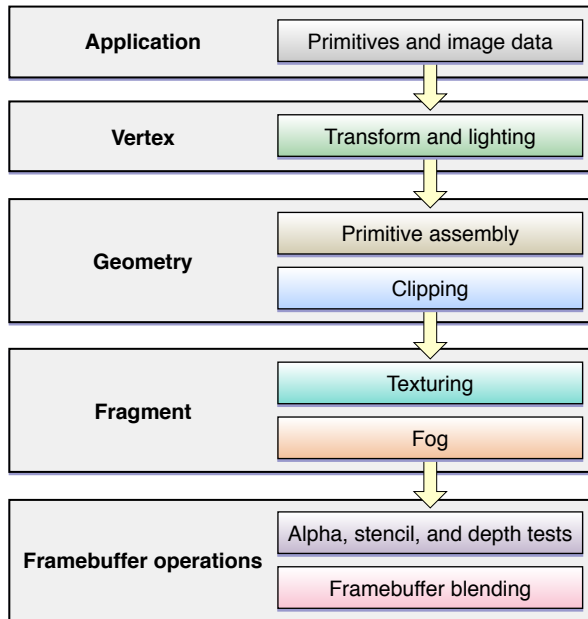 Application
Primitives and image data
Vertex
Transform and lighting
Geometry
Primitive assembly
Clipping
Fragment
Texturing
Fog
Framebuffer operations
Alpha, stencil, and depth tests
Framebuffer blending